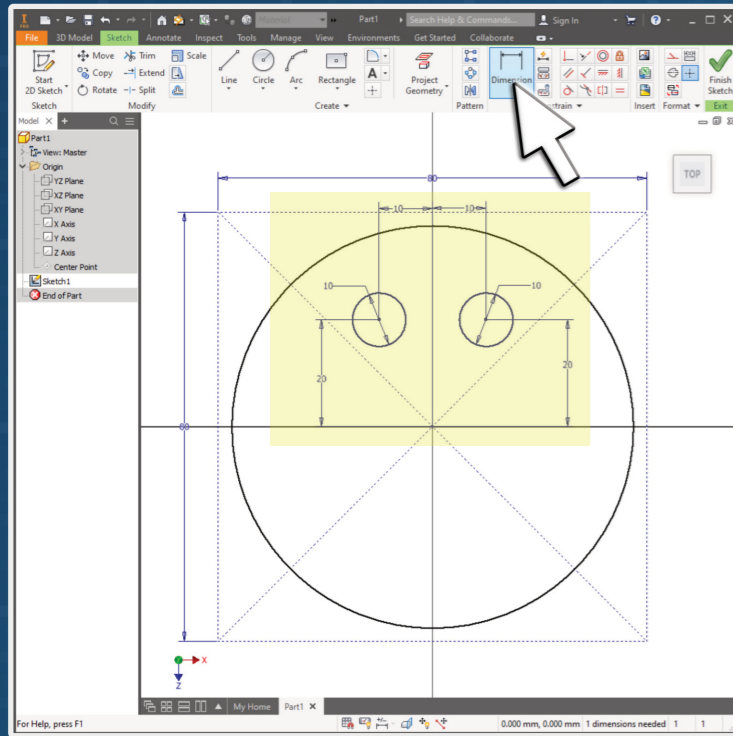 PRO
Material
Part1
Search Help & Commands...
Sign In
File 3D Model Sketch Annotate Inspect Tools Manage View Environments Get Started Collaborate
Start
2D Sketch
Move
Copy
Rotate
Trim
Extend
Split
Scale
Line
Circle
Arc
Rectangle
A
Project
Geometry
Dimension
Finish
Sketch
Sketch
Modify
Create
Pattern
strain
Insert
Format
Exit
Model
Part1
View: Master
Origin
YZ Plane
XZ Plane
XY Plane
X Axis
Y Axis
Z Axis
Center Point
Sketch1
End of Part
TOP
80
10
10
10
10
20
20
80
X
Z
My Home
Part1
For Help, press F1
0.000 mm, 0.000 mm 1 dimensions needed 1 1